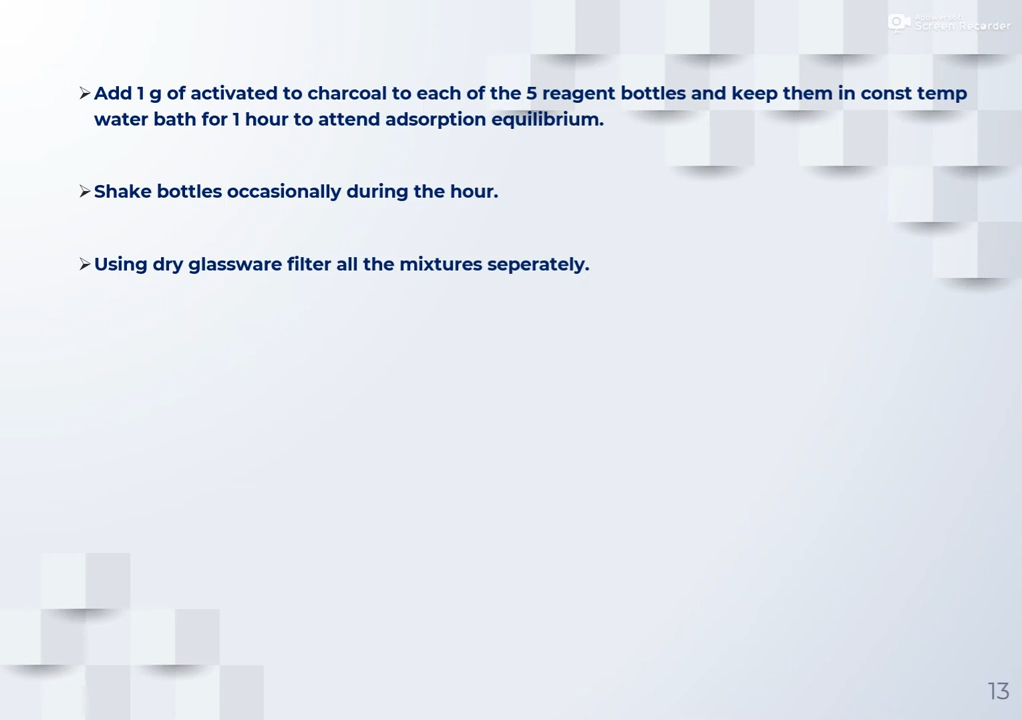 Screen Recorder
➢Add 1 g of activated to charcoal to each of the 5 reagent bottles and keep them in const temp
water bath for 1 hour to attend adsorption equilibrium.
➢Shake bottles occasionally during the hour.
➢Using dry glassware filter all the mixtures seperately.
13